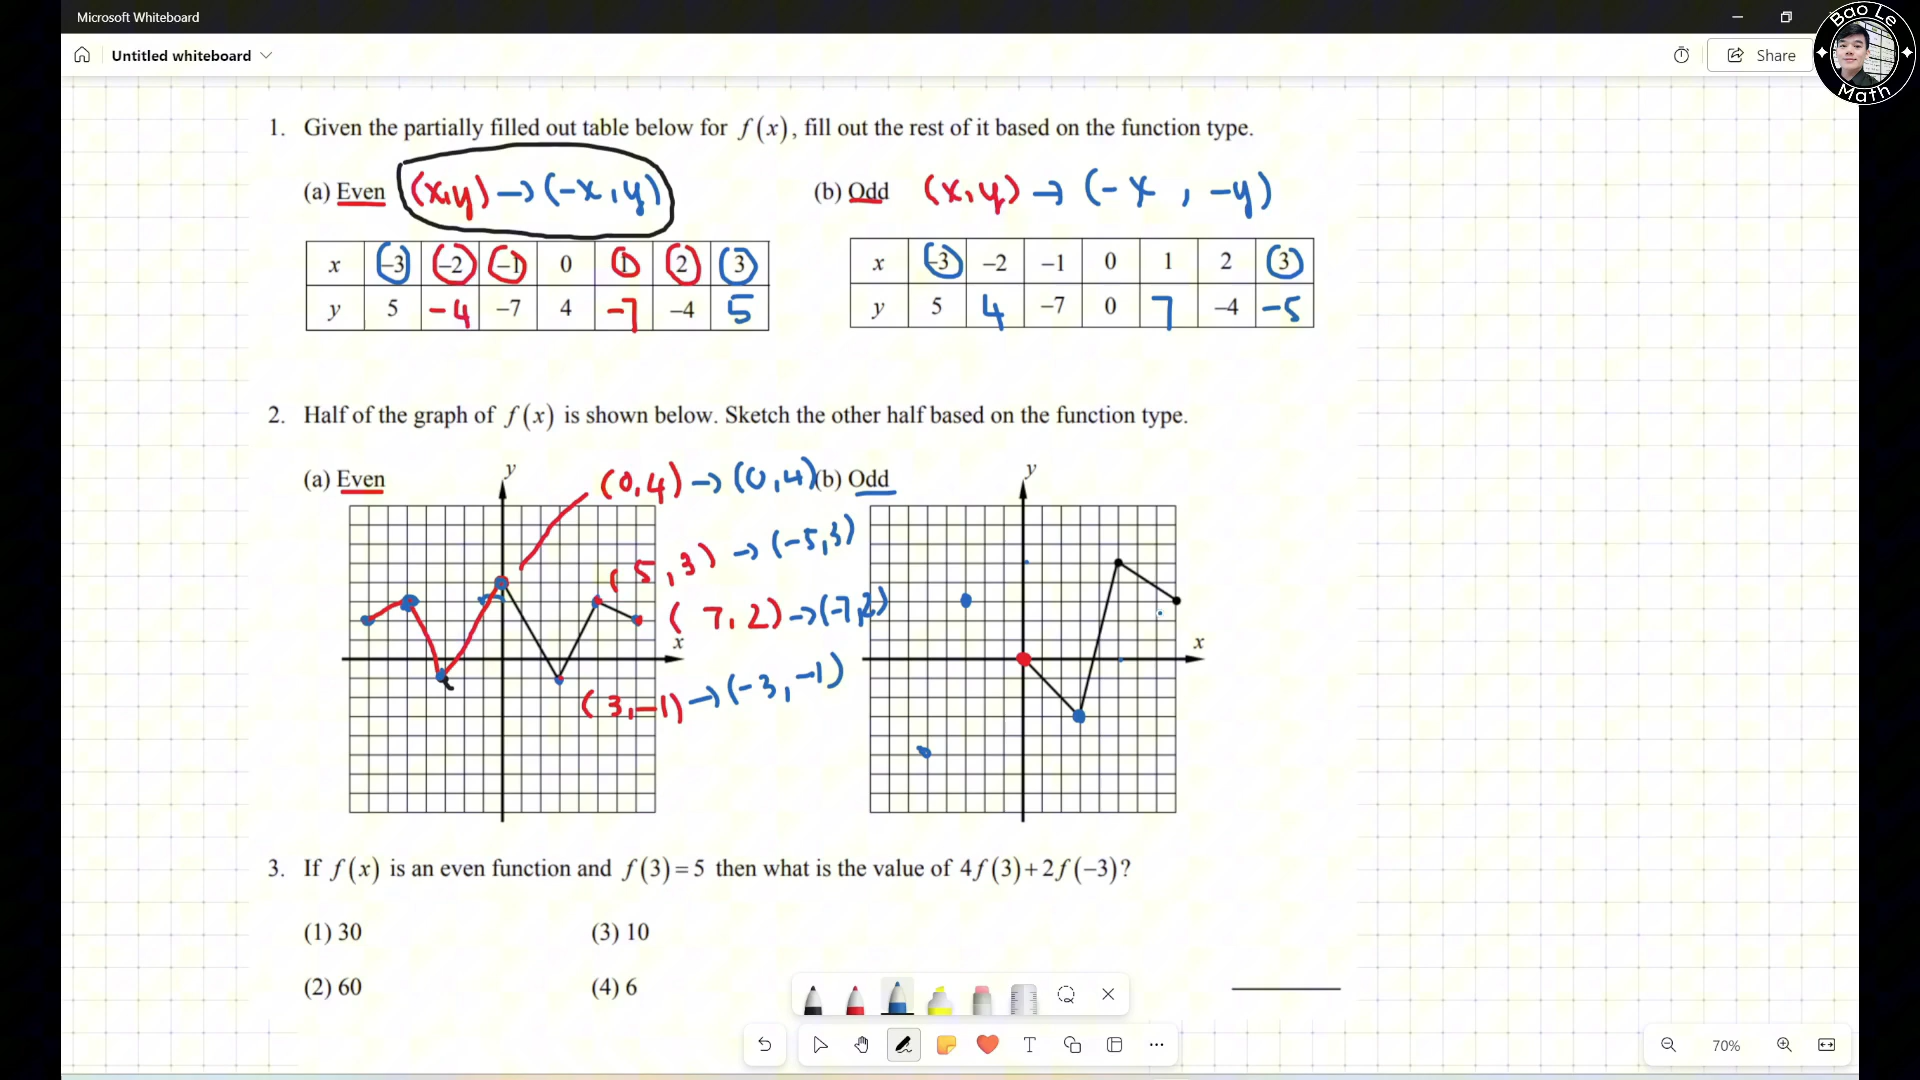 Microsoft Whiteboard
Untitled whiteboard
Share
Bao Le
Math
1. Given the partially filled out table below for f(x), fill out the rest of it based on the function type.
(a) Even (x,y) → (-x, y)
(b) Odd (x,y) → (-x, -y)
x -3 -2 -1 0 1 2 3
y 5 -4 -7 4 -7 -4 5
x -3 -2 -1 0 1 2 3
y 5 4 -7 0 7 -4 -5
2. Half of the graph of f(x) is shown below. Sketch the other half based on the function type.
(a) Even
y
(0,4) → (0,4)
(5,3) → (-5,3)
(7,2) → (-7,2)
x
(3,-1) → (-3,-1)
(b) Odd
y
x
3. If f(x) is an even function and f(3)=5 then what is the value of 4f(3)+2f(-3)?
(1) 30
(3) 10
(2) 60
(4) 6
T
70%